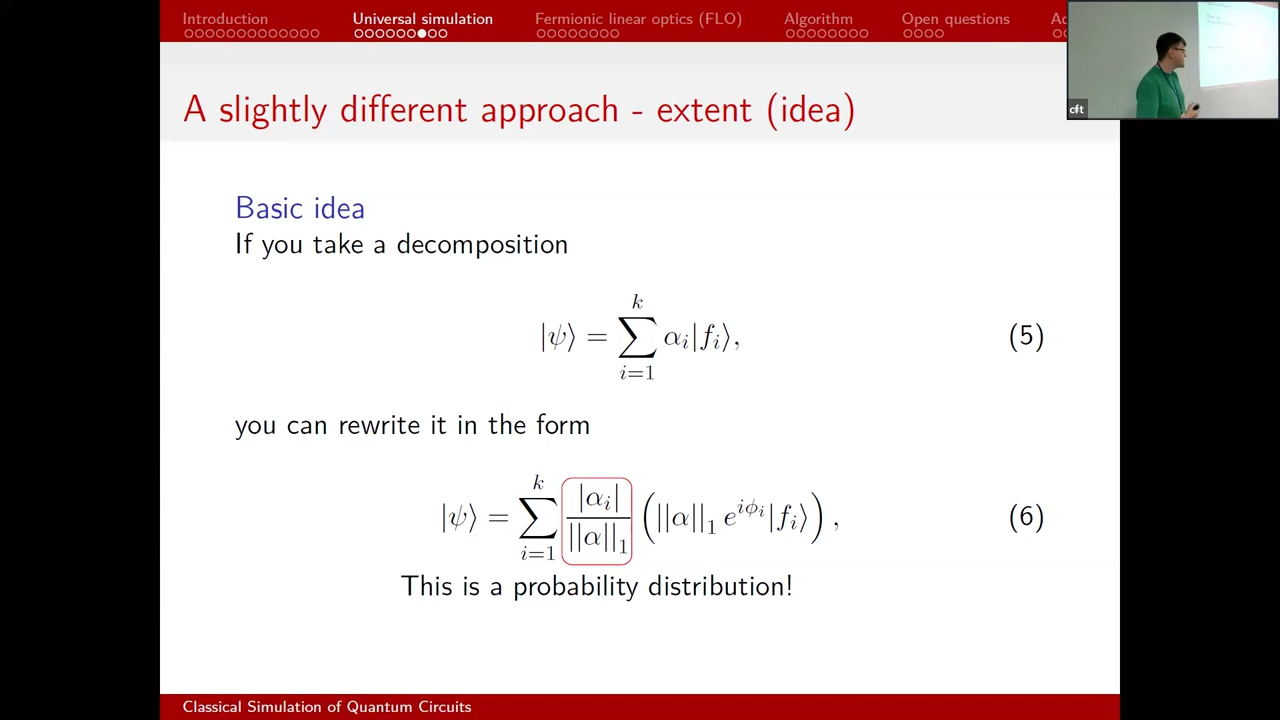 Introduction Universal simulation Fermionic linear optics (FLO) Algorithm Open questions
A slightly different approach - extent (idea)
cft
Basic idea
If you take a decomposition
|ψ⟩ = ∑_{i=1}^{k} α_i|f_i⟩, (5)
you can rewrite it in the form
|ψ⟩ = ∑_{i=1}^{k} |α_i| / ||α||_1 (||α||_1 e^{iφ_i}|f_i⟩), (6)
This is a probability distribution!
Classical Simulation of Quantum Circuits